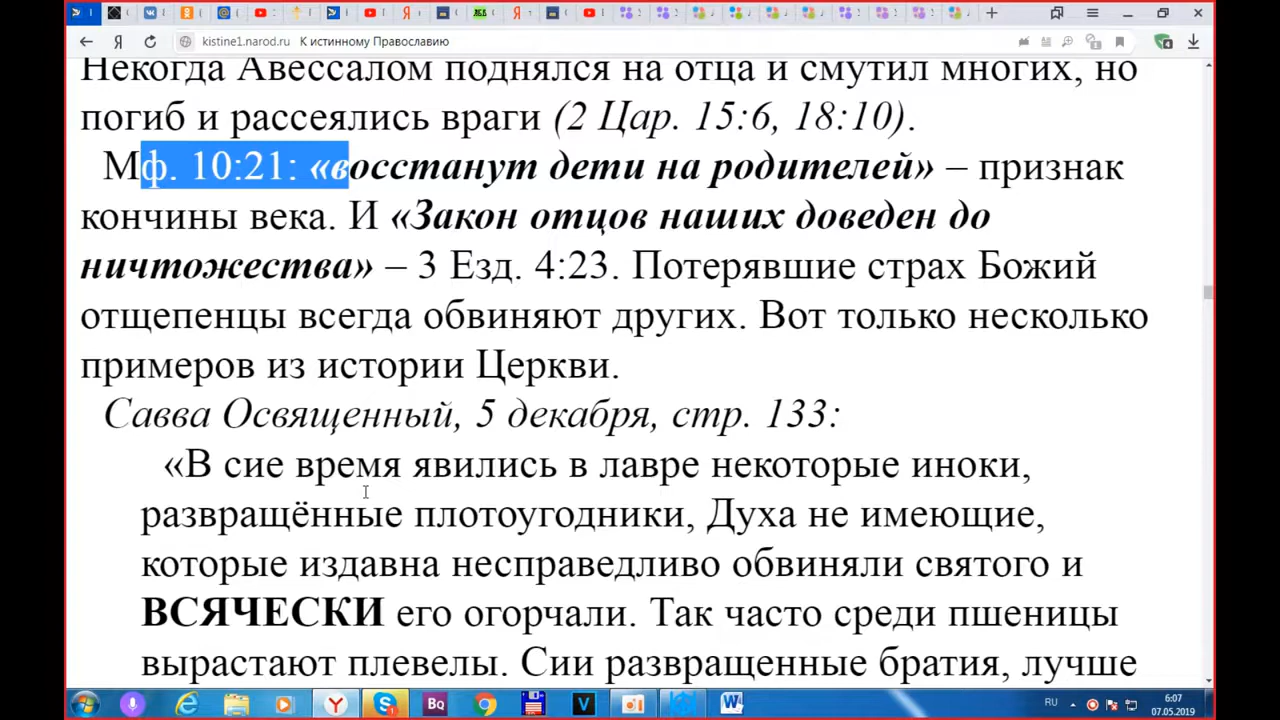 kistine1.narod.ru К истинному Православию
Некогда Авессалом поднялся на отца и смутил многих, но
погиб и рассеялись враги (2 Цар. 15:6, 18:10).
Мф. 10:21: «восстанут дети на родителей» – признак
кончины века. И «Закон отцов наших доведен до
ничтожества» – 3 Езд. 4:23. Потерявшие страх Божий
отщепенцы всегда обвиняют других. Вот только несколько
примеров из истории Церкви.
Савва Освященный, 5 декабря, стр. 133:
«В сие время явились в лавре некоторые иноки,
развращённые плотоугодники, Духа не имеющие,
которые издавна несправедливо обвиняли святого и
ВСЯЧЕСКИ его огорчали. Так часто среди пшеницы
вырастают плевелы. Сии развращенные братия, лучше
RU 6:07
07.05.2019